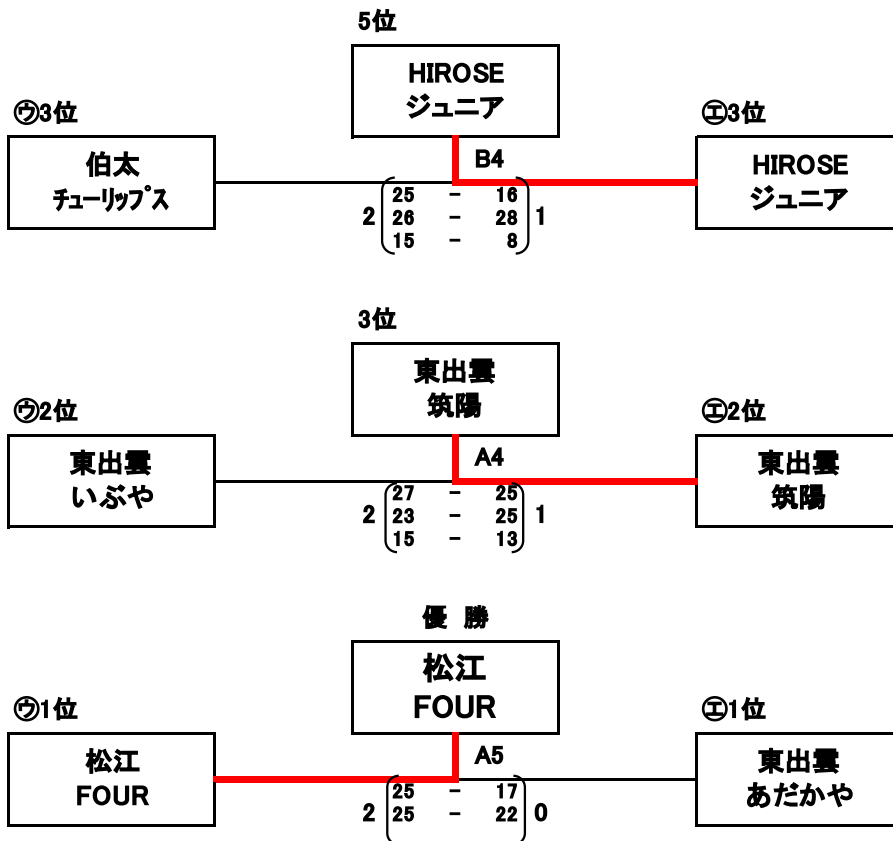 5位
HIROSE
ジュニア
㋒3位
㋓3位
伯太
チューリップス
B4
HIROSE
ジュニア
2 25 - 16 1
26 - 28
15 - 8
3位
東出雲
筑陽
㋒2位
㋓2位
東出雲
いぶや
A4
東出雲
筑陽
2 27 - 25 1
23 - 25
15 - 13
優 勝
松江
FOUR
㋒1位
㋓1位
松江
FOUR
A5
東出雲
あだかや
2 25 - 17 0
25 - 22